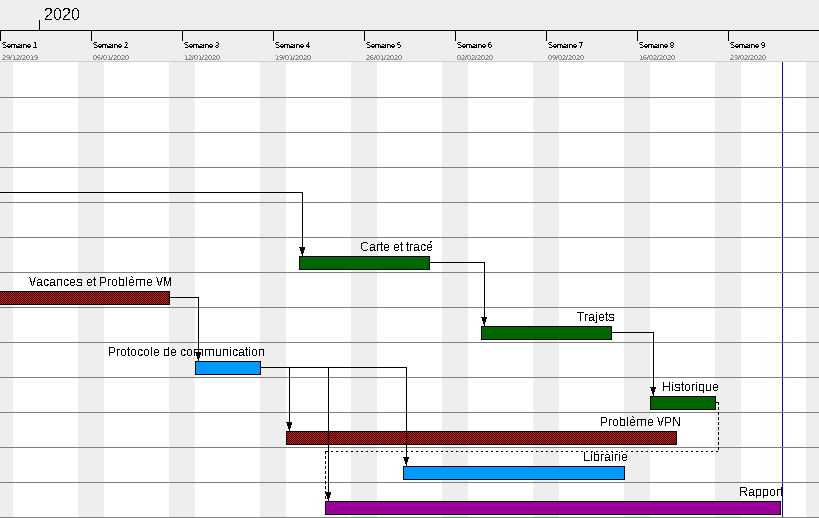 2020
Semaine 1 Semaine 2 Semaine 3 Semaine 4 Semaine 5 Semaine 6 Semaine 7 Semaine 8 Semaine 9
29/12/2019 05/01/2020 12/01/2020 19/01/2020 26/01/2020 02/02/2020 09/02/2020 16/02/2020 23/02/2020
Carte et tracé
Vacances et Problème VM
Trajets
Protocole de communication
Historique
Problème VPN
Librairie
Rapport